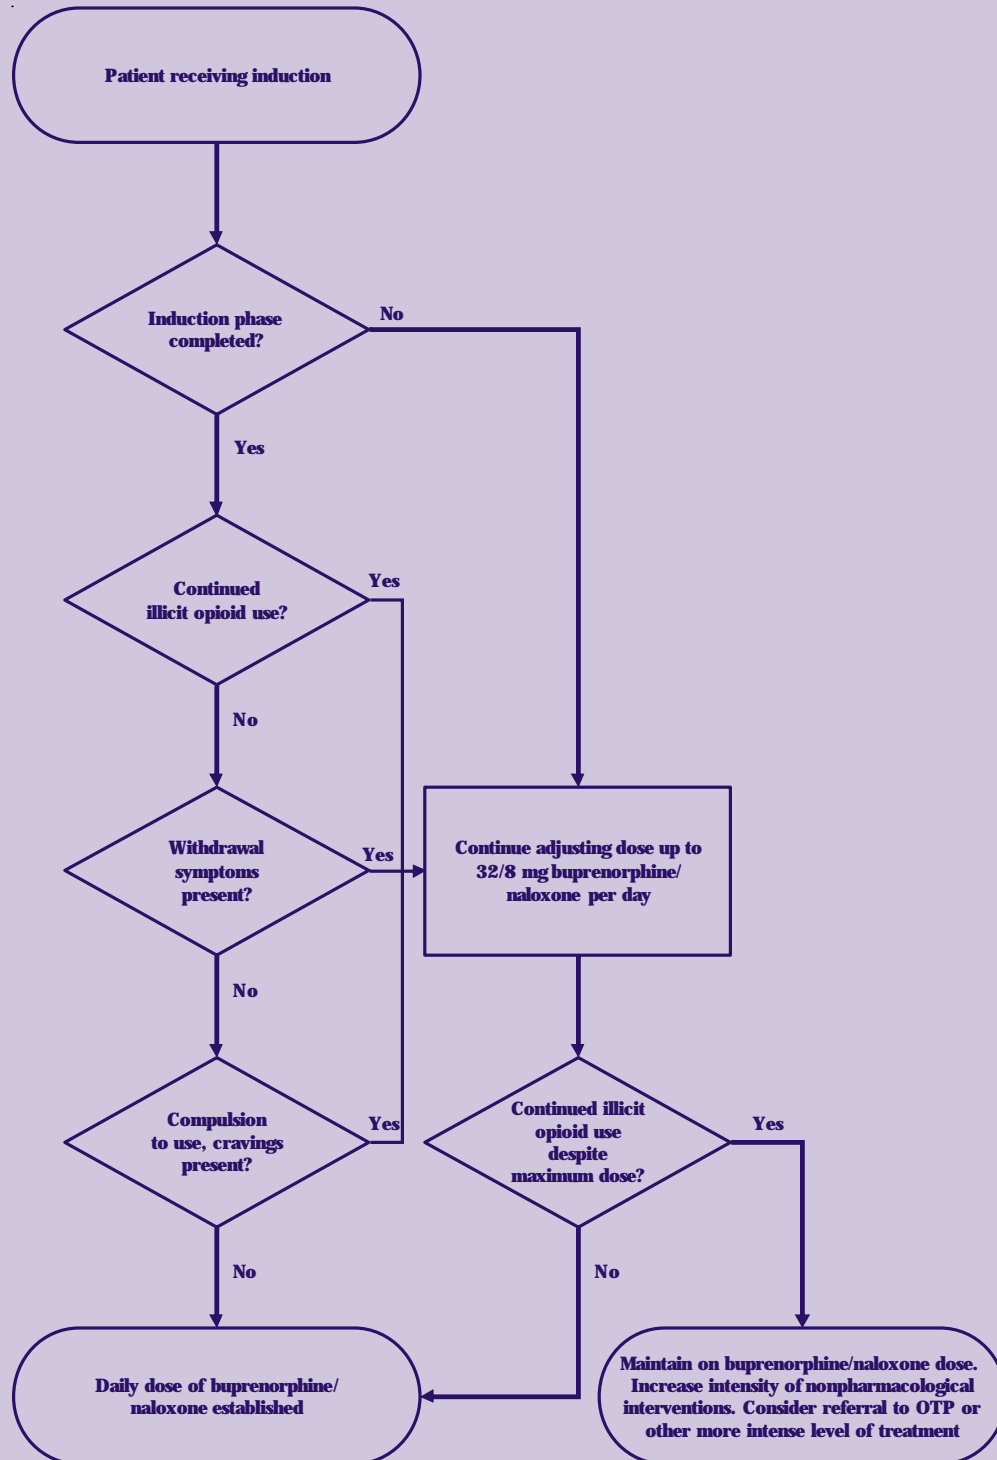 Patient receiving induction
Induction phase
completed?
No
Yes
Continued
illicit opioid use?
Yes
No
Withdrawal
symptoms
present?
Yes
Continue adjusting dose up to
32/8 mg buprenorphine/
naloxone per day
No
Compulsion
to use, cravings
present?
Yes
Continued illicit
opioid use
despite
maximum dose?
Yes
No
No
Daily dose of buprenorphine/
naloxone established
Maintain on buprenorphine/naloxone dose.
Increase intensity of nonpharmacological
interventions. Consider referral to OTP or
other more intense level of treatment